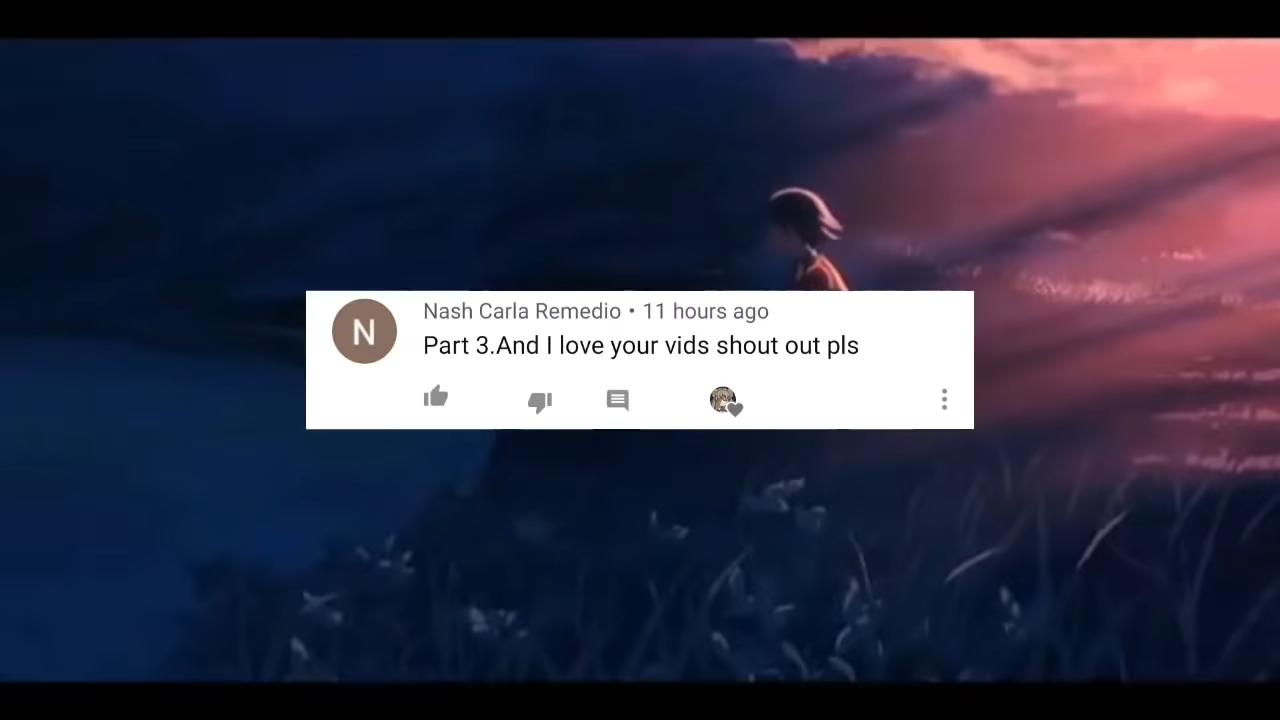 N
Nash Carla Remedio • 11 hours ago
Part 3.And I love your vids shout out pls